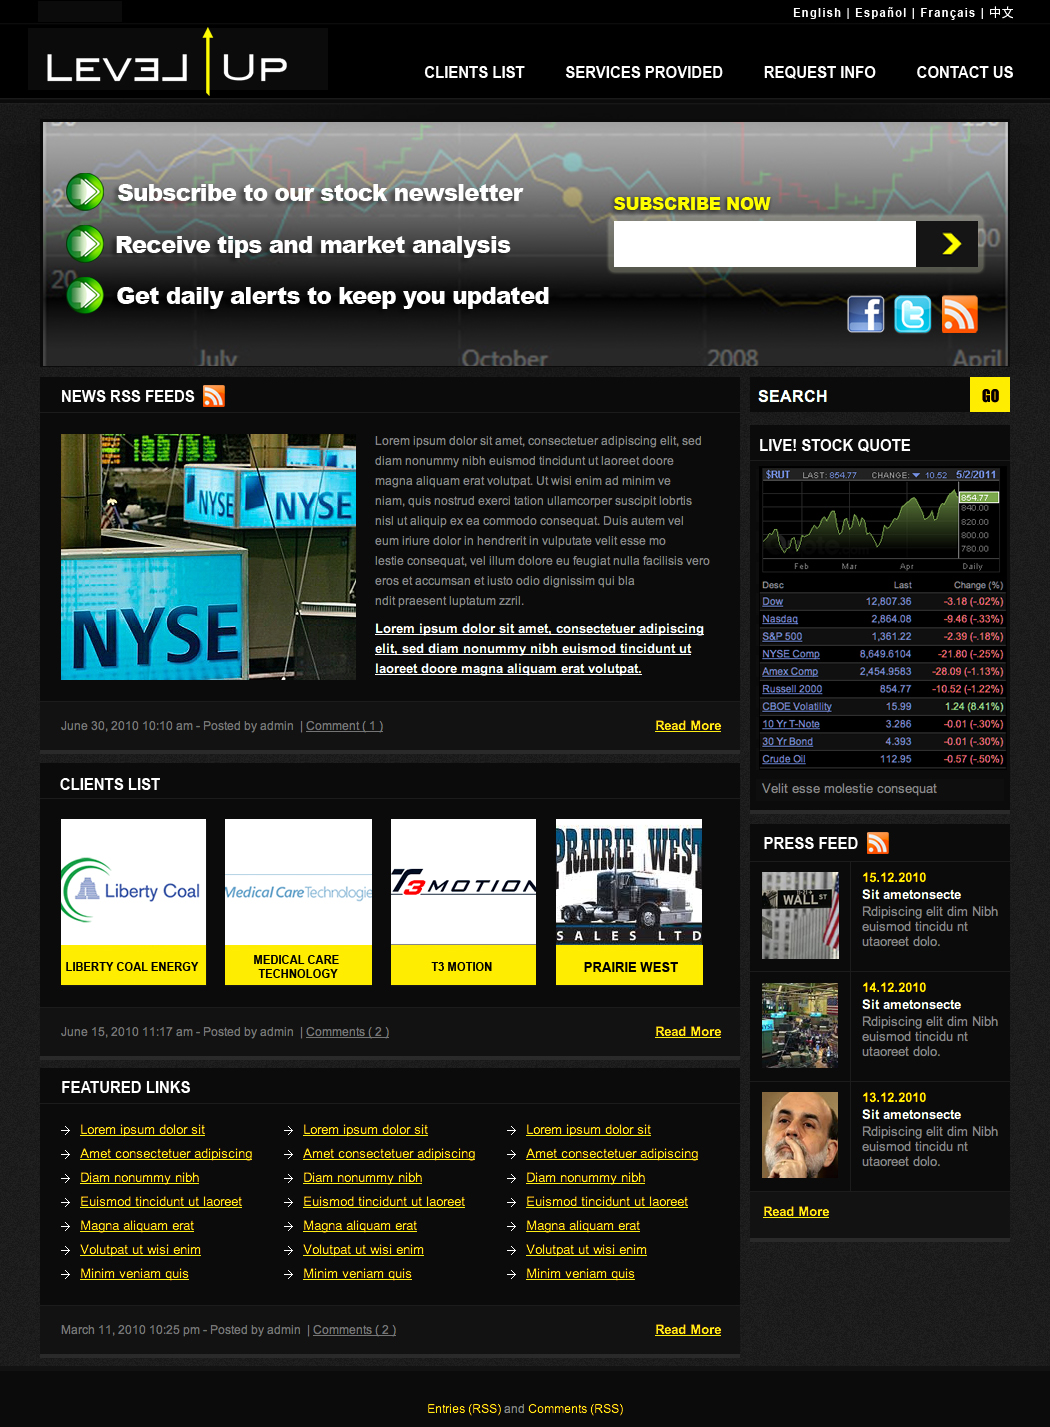 English | Español | Français | 中文
LEVEL UP
CLIENTS LIST SERVICES PROVIDED REQUEST INFO CONTACT US
Subscribe to our stock newsletter
Receive tips and market analysis
Get daily alerts to keep you updated
SUBSCRIBE NOW
20
July October 2008 April
NEWS RSS FEEDS
NYSE
NYSE
NYSE
Lorem ipsum dolor sit amet, consectetuer adipiscing elit, sed
diam nonummy nibh euismod tincidunt ut laoreet doore
magna aliquam erat volutpat. Ut wisi enim ad minim ve
niam, quis nostrud exerci tation ullamcorper suscipit lobrtis
nisl ut aliquip ex ea commodo consequat. Duis autem vel
eum iriure dolor in hendrerit in vulputate velit esse mo
lestie consequat, vel illum dolore eu feugiat nulla facilisis vero
eros et accumsan et iusto odio dignissim qui bla
ndit praesent luptatum zzril.
Lorem ipsum dolor sit amet, consectetuer adipiscing
elit, sed diam nonummy nibh euismod tincidunt ut
laoreet doore magna aliquam erat volutpat.
June 30, 2010 10:10 am - Posted by admin | Comment ( 1 )
Read More
CLIENTS LIST
Liberty Coal
Medical CareTechnologie
T3 MOTION
PRAIRIE WEST
SALES LTD
LIBERTY COAL ENERGY
MEDICAL CARE
TECHNOLOGY
T3 MOTION
PRAIRIE WEST
June 15, 2010 11:17 am - Posted by admin | Comments ( 2 )
Read More
FEATURED LINKS
Lorem ipsum dolor sit
Amet consectetuer adipiscing
Diam nonummy nibh
Euismod tincidunt ut laoreet
Magna aliquam erat
Volutpat ut wisi enim
Minim veniam quis
Lorem ipsum dolor sit
Amet consectetuer adipiscing
Diam nonummy nibh
Euismod tincidunt ut laoreet
Magna aliquam erat
Volutpat ut wisi enim
Minim veniam quis
Lorem ipsum dolor sit
Amet consectetuer adipiscing
Diam nonummy nibh
Euismod tincidunt ut laoreet
Magna aliquam erat
Volutpat ut wisi enim
Minim veniam quis
March 11, 2010 10:25 pm - Posted by admin | Comments ( 2 )
Read More
SEARCH GO
LIVE! STOCK QUOTE
$RUT LAST: 854.77 CHANGE: 10.52 5/2/2011
854.77
840.00
820.00
800.00
780.00
Feb Mar Apr Daily
Desc Last Change (%)
Dow 12,807.36 -3.18 (-.02%)
Nasdaq 2,864.08 -9.46 (-.33%)
S&P 500 1,361.22 -2.39 (-.18%)
NYSE Comp 8,649.6104 -21.80 (-.25%)
Amex Comp 2,454.9583 -28.09 (-1.13%)
Russell 2000 854.77 -10.52 (-1.22%)
CBOE Volatility 15.99 1.24 (8.41%)
10 Yr T-Note 3.286 -0.01 (-.30%)
30 Yr Bond 4.393 -0.01 (-.30%)
Crude Oil 112.95 -0.57 (-.50%)
Velit esse molestie consequat
PRESS FEED
WALL ST
15.12.2010
Sit ametonsecte
Rdipiscing elit dim Nibh
euismod tincidu nt
utaoreet dolo.
14.12.2010
Sit ametonsecte
Rdipiscing elit dim Nibh
euismod tincidu nt
utaoreet dolo.
13.12.2010
Sit ametonsecte
Rdipiscing elit dim Nibh
euismod tincidu nt
utaoreet dolo.
Read More
Entries (RSS) and Comments (RSS)